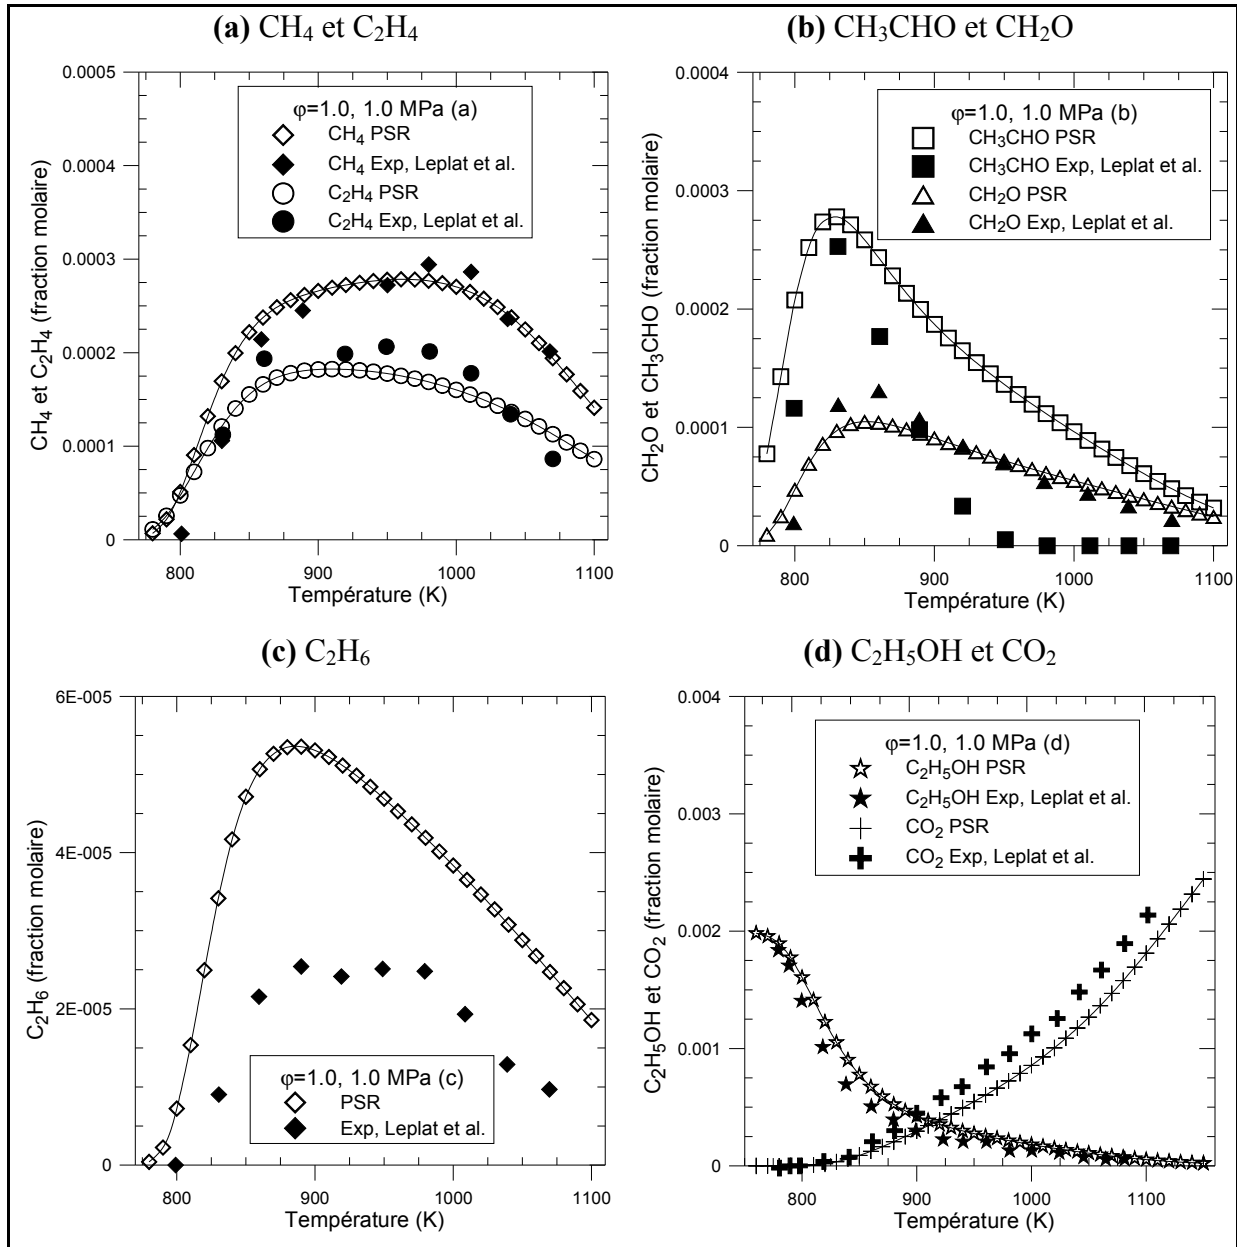 (a) CH₄ et C₂H₄
0.0005
0.0004
0.0003
0.0002
0.0001
0
CH₄ et C₂H₄ (fraction molaire)
φ=1.0, 1.0 MPa (a)
CH₄ PSR
CH₄ Exp, Leplat et al.
C₂H₄ PSR
C₂H₄ Exp, Leplat et al.
800 900 1000 1100
Température (K)
(b) CH₃CHO et CH₂O
0.0004
0.0003
0.0002
0.0001
0
CH₂O et CH₃CHO (fraction molaire)
φ=1.0, 1.0 MPa (b)
CH₃CHO PSR
CH₃CHO Exp, Leplat et al.
CH₂O PSR
CH₂O Exp, Leplat et al.
800 900 1000 1100
Température (K)
(c) C₂H₆
6E-005
4E-005
2E-005
0
C₂H₆ (fraction molaire)
φ=1.0, 1.0 MPa (c)
PSR
Exp, Leplat et al.
800 900 1000 1100
Température (K)
(d) C₂H₅OH et CO₂
0.004
0.003
0.002
0.001
0
C₂H₅OH et CO₂ (fraction molaire)
φ=1.0, 1.0 MPa (d)
C₂H₅OH PSR
C₂H₅OH Exp, Leplat et al.
CO₂ PSR
CO₂ Exp, Leplat et al.
800 900 1000 1100
Température (K)